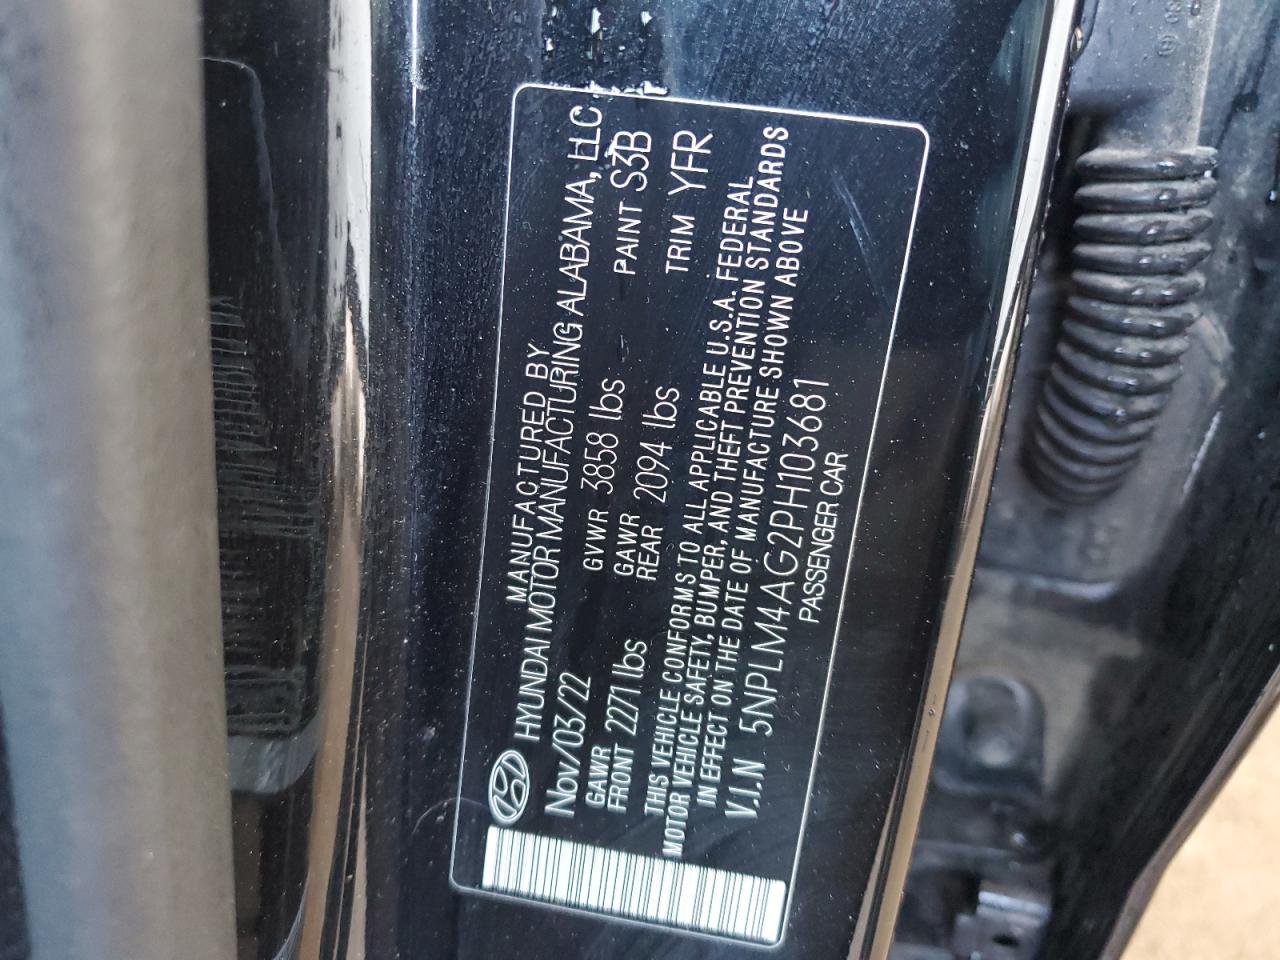 MANUFACTURED BY
HYUNDAI MOTOR MANUFACTURING ALABAMA, LLC
Nov/03/22 GVWR 3858 lbs PAINT S3B
GAWR FRONT 2271 lbs GAWR REAR 2094 lbs TRIM YFR
THIS VEHICLE CONFORMS TO ALL APPLICABLE U.S.A. FEDERAL
MOTOR VEHICLE SAFETY, BUMPER, AND THEFT PREVENTION STANDARDS
IN EFFECT ON THE DATE OF MANUFACTURE SHOWN ABOVE
V.I.N 5NPLM4AG2PH103681
PASSENGER CAR